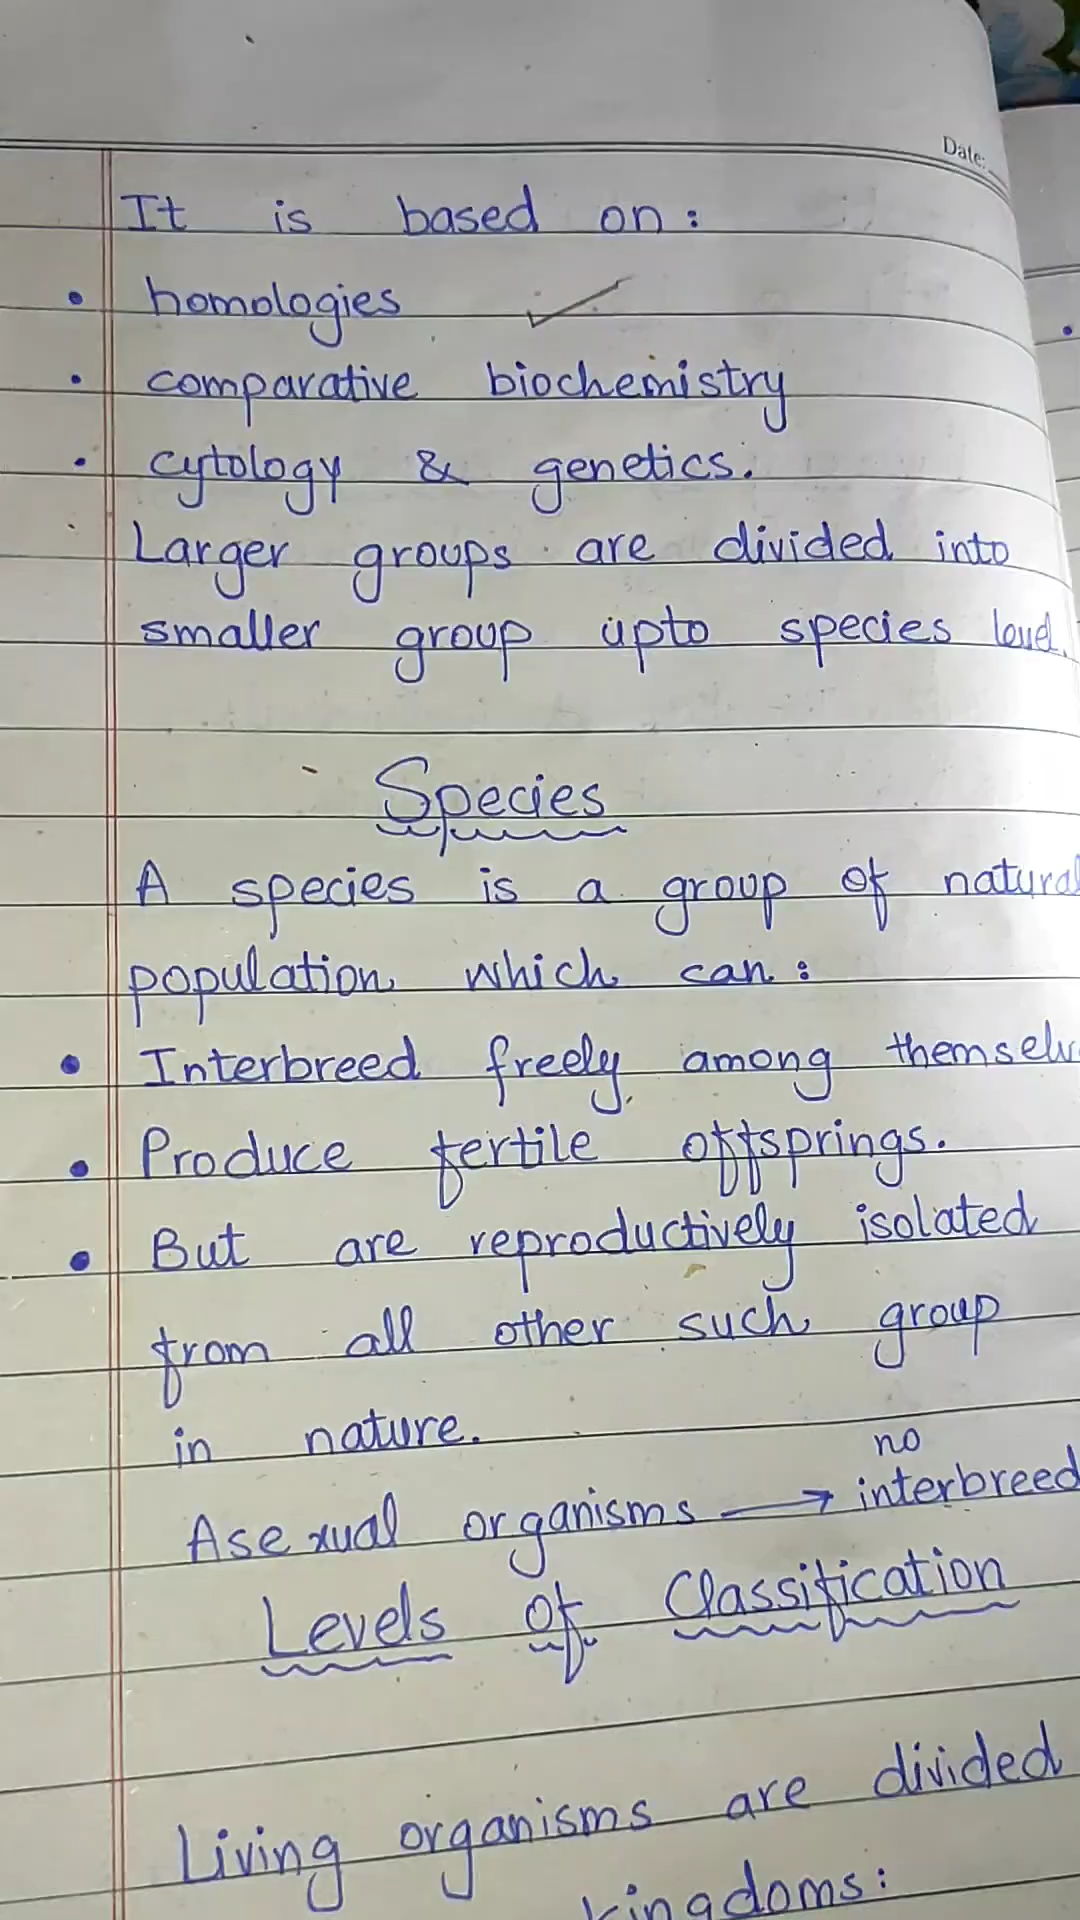 Date:
It is based on:
• homologies
• comparative biochemistry
• cytology & genetics.
Larger groups are divided into
smaller group upto species level.
Species
A species is a group of natural
population which can:
• Interbreed freely among themselv
• Produce fertile offsprings.
• But are reproductively isolated
from all other such group
in nature.
no
Asexual organisms → interbreed
Levels of Classification
Living organisms are divided
kingdoms: